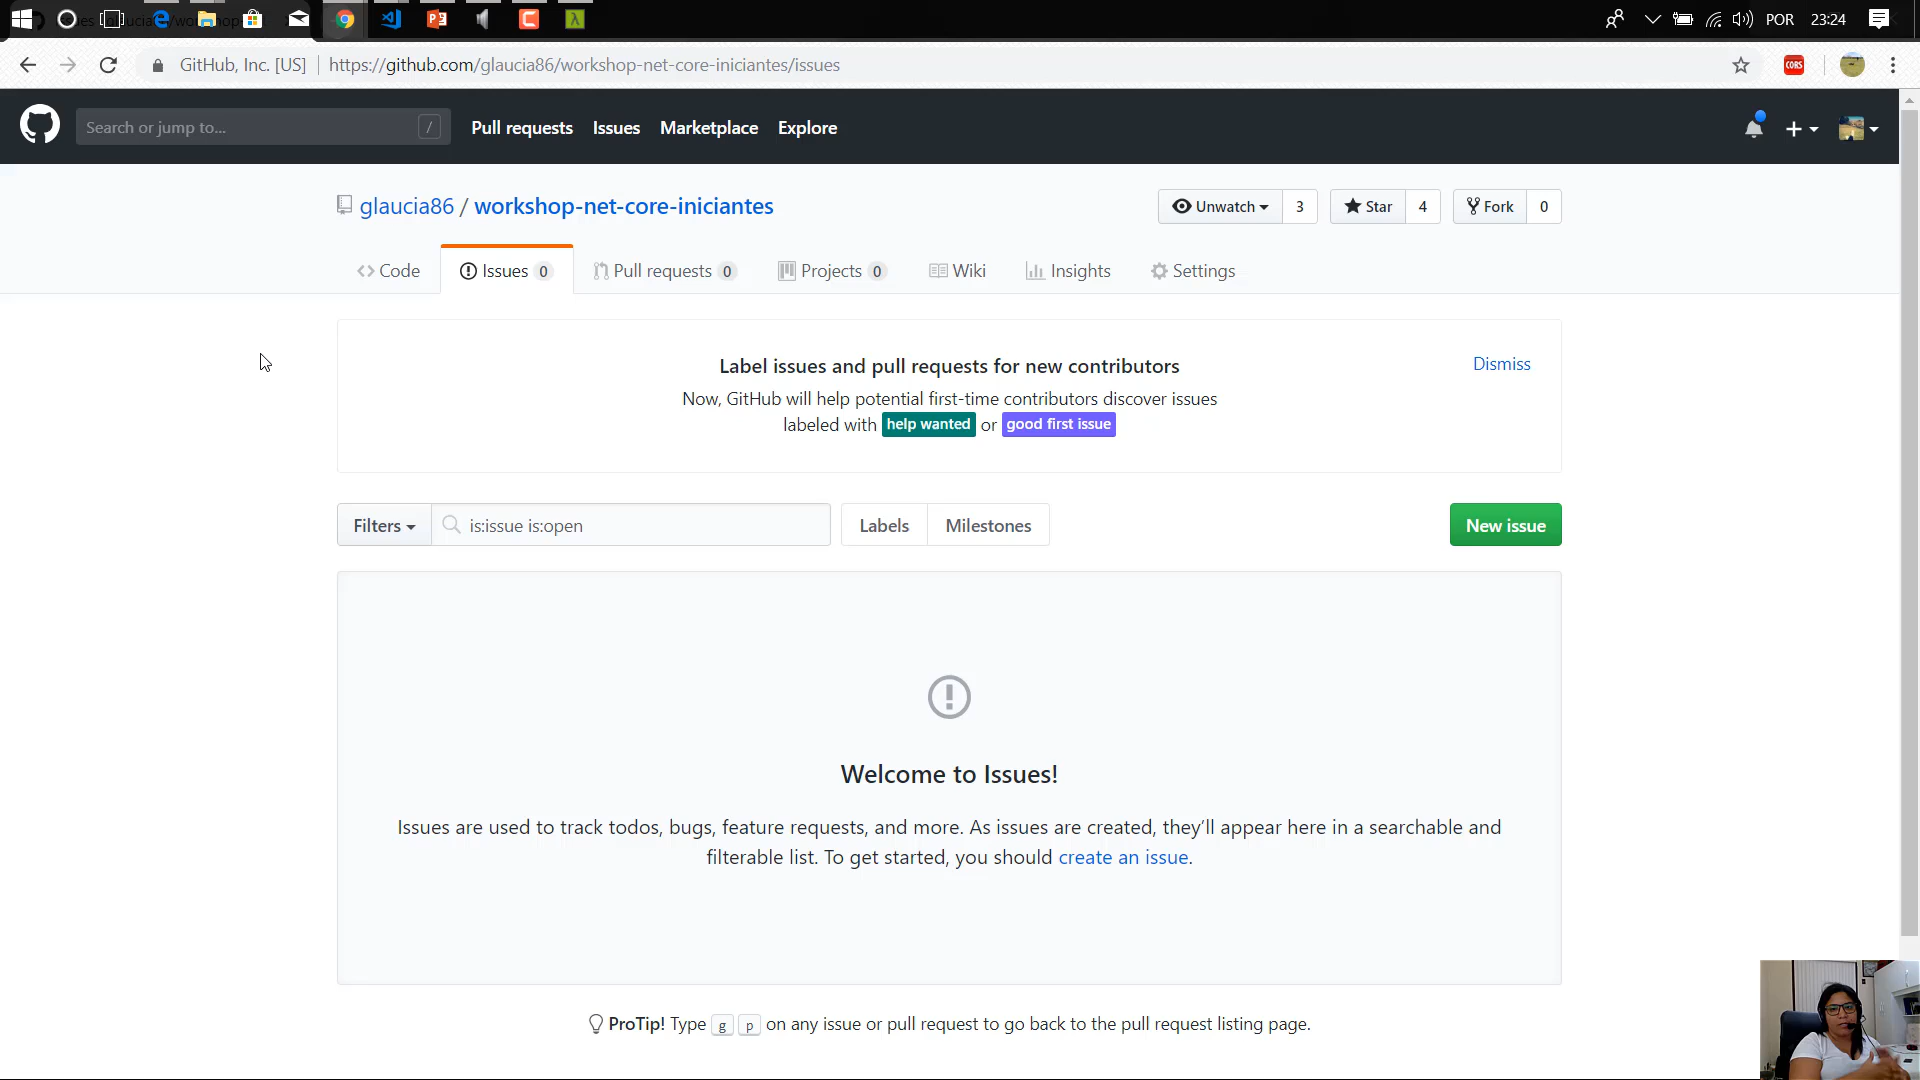 POR 23:24
GitHub, Inc. [US] https://github.com/glaucia86/workshop-net-core-iniciantes/issues
CORS
Search or jump to... /
Pull requests Issues Marketplace Explore
glaucia86 / workshop-net-core-iniciantes
Unwatch 3 Star 4 Fork 0
Code Issues 0 Pull requests 0 Projects 0 Wiki Insights Settings
Label issues and pull requests for new contributors
Dismiss
Now, GitHub will help potential first-time contributors discover issues
labeled with help wanted or good first issue
Filters is:issue is:open Labels Milestones New issue
Welcome to Issues!
Issues are used to track todos, bugs, feature requests, and more. As issues are created, they’ll appear here in a searchable and
filterable list. To get started, you should create an issue.
ProTip! Type g p on any issue or pull request to go back to the pull request listing page.